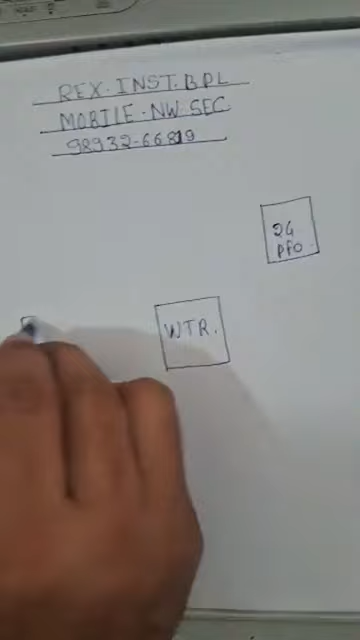 REX.INST.BPL
MOBILE.NW.SEC
98932-66819
2G
pfo.
WTR.